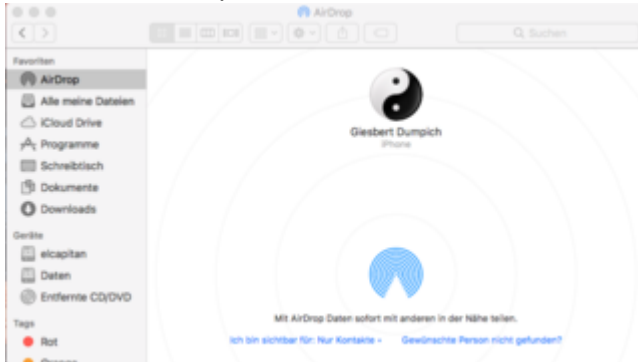 AirDrop
Suchen
Favoriten
AirDrop
Alle meine Dateien
iCloud Drive
Programme
Schreibtisch
Dokumente
Downloads
Geräte
elcapitan
Daten
Entfernte CD/DVD
Tags
Rot
Orange
Giesbert Dumpich
iPhone
Mit AirDrop Daten sofort mit anderen in der Nähe teilen.
Ich bin sichtbar für: Nur Kontakte
Gewünschte Person nicht gefunden?